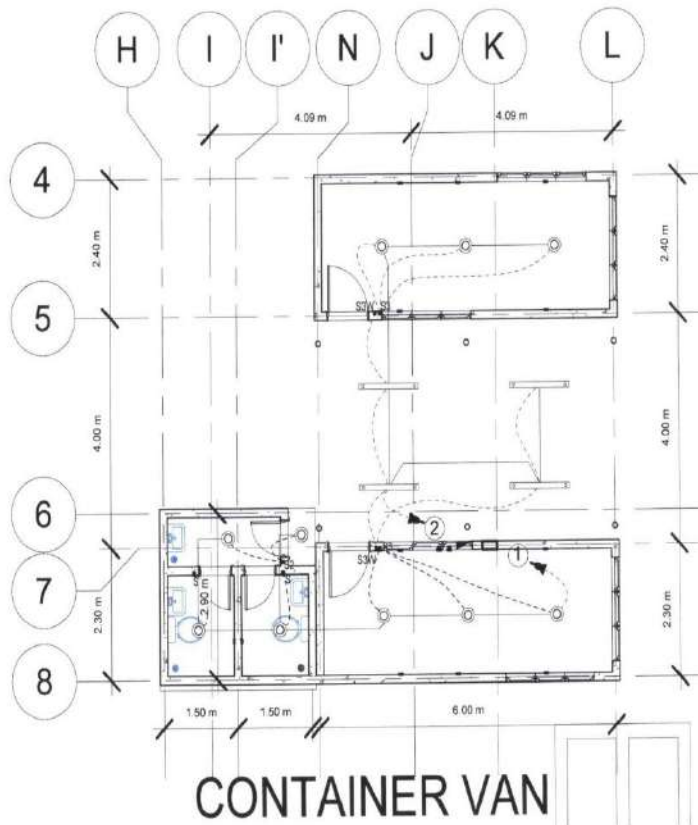 H I I' N J K L
4.09 m 4.09 m
4
2.40 m 2.40 m
S3W S3
5
4.00 m 4.00 m
6
2
7
S3W 1
2.90 m
2.30 m 2.30 m
8
1.50 m 1.50 m 6.00 m
CONTAINER VAN